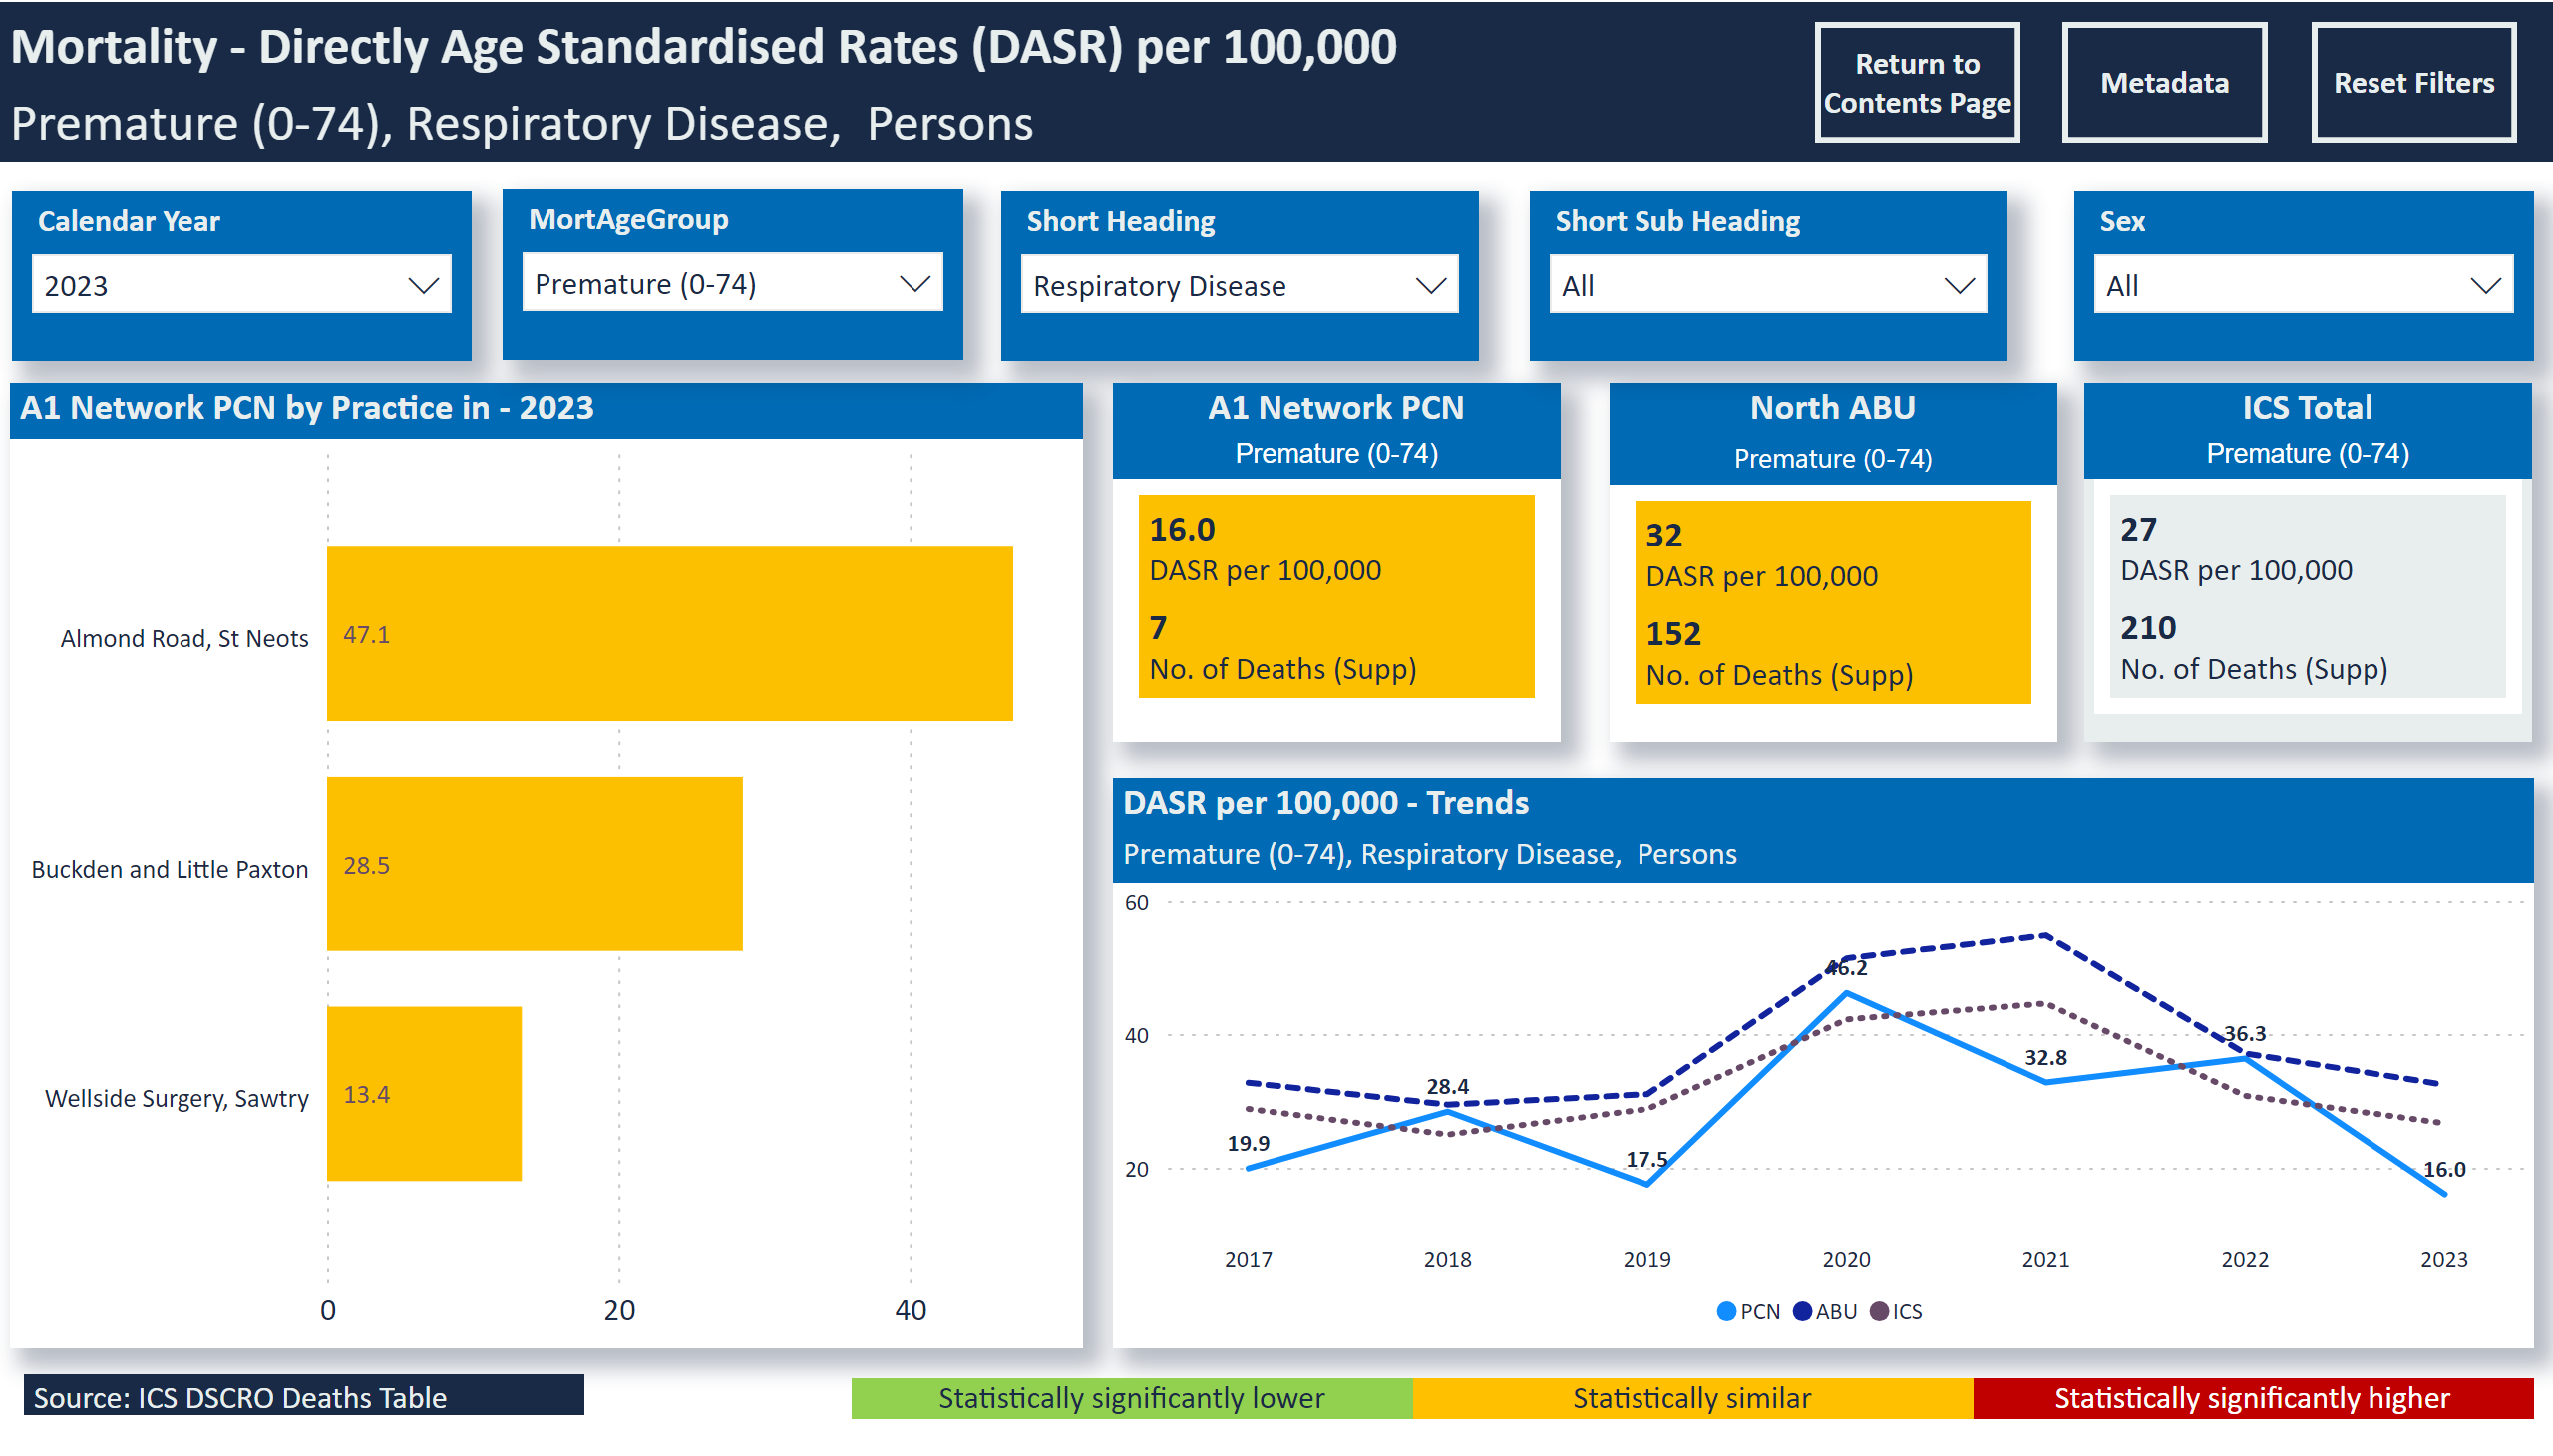 Mortality - Directly Age Standardised Rates (DASR) per 100,000
Premature (0-74), Respiratory Disease,  Persons
Return to
Contents Page
Metadata
Reset Filters
Calendar Year
2023
MortAgeGroup
Premature (0-74)
Short Heading
Respiratory Disease
Short Sub Heading
All
Sex
All
A1 Network PCN by Practice in - 2023
Almond Road, St Neots
47.1
Buckden and Little Paxton
28.5
Wellside Surgery, Sawtry
13.4
0
20
40
A1 Network PCN
Premature (0-74)
16.0
DASR per 100,000
7
No. of Deaths (Supp)
North ABU
Premature (0-74)
32
DASR per 100,000
152
No. of Deaths (Supp)
ICS Total
Premature (0-74)
27
DASR per 100,000
210
No. of Deaths (Supp)
DASR per 100,000 - Trends
Premature (0-74), Respiratory Disease,  Persons
60
40
20
19.9
28.4
17.5
46.2
32.8
36.3
16.0
2017
2018
2019
2020
2021
2022
2023
PCN
ABU
ICS
Source: ICS DSCRO Deaths Table
Statistically significantly lower
Statistically similar
Statistically significantly higher